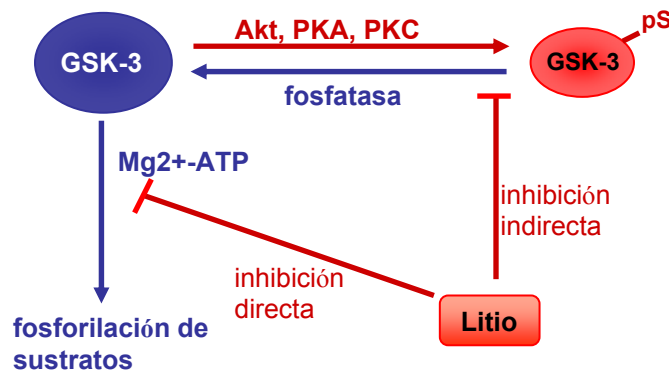 Akt, PKA, PKC
pS
GSK-3
GSK-3
fosfatasa
Mg2+-ATP
inhibición
indirecta
inhibición
directa
Litio
fosforilación de
sustratos